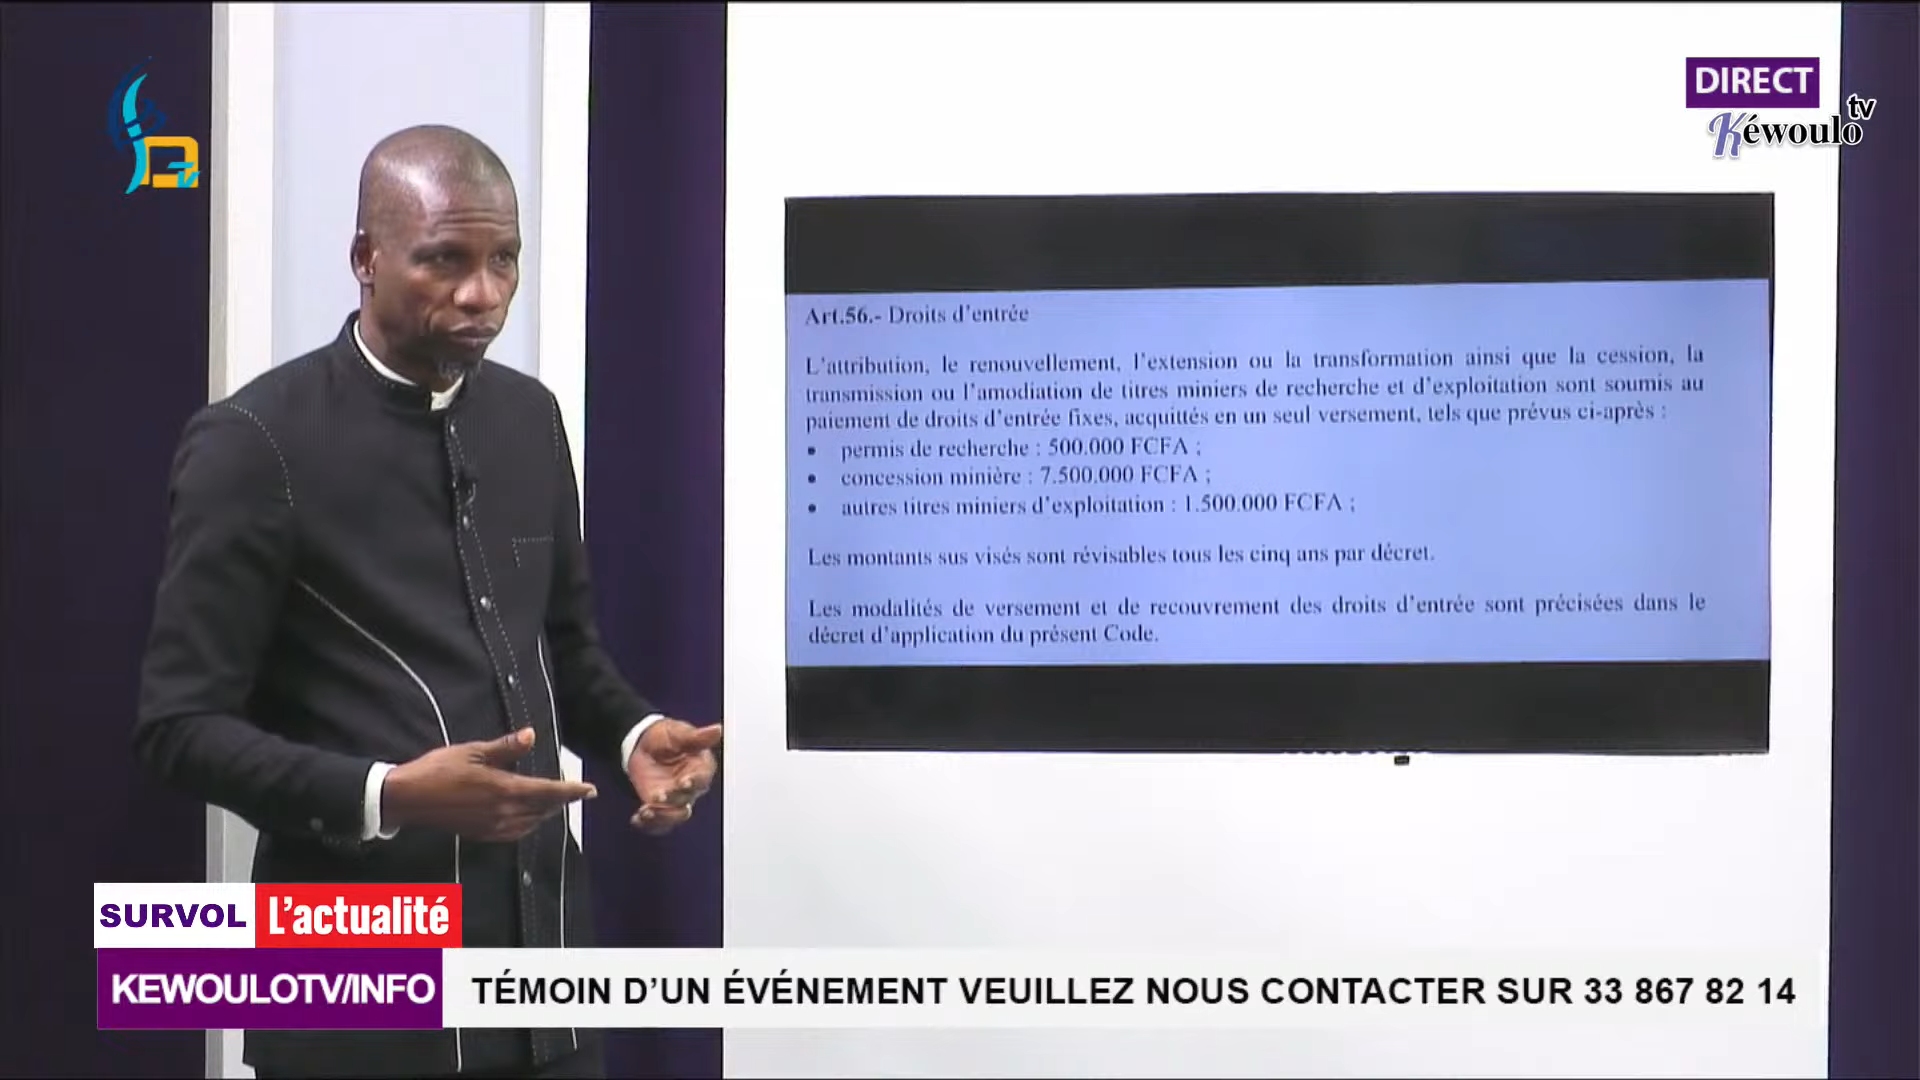 DIRECT
Kéwoulo tv
tv
Art.56.- Droits d'entrée
L'attribution, le renouvellement, l'extension ou la transformation ainsi que la cession, la
transmission ou l'amodiation de titres miniers de recherche et d'exploitation sont soumis au
paiement de droits d'entrée fixes, acquittés en un seul versement, tels que prévus ci-après :
• permis de recherche : 500.000 FCFA ;
• concession minière : 7.500.000 FCFA ;
• autres titres miniers d'exploitation : 1.500.000 FCFA ;
Les montants sus visés sont révisables tous les cinq ans par décret.
Les modalités de versement et de recouvrement des droits d'entrée sont précisées dans le
décret d'application du présent Code.
SURVOL L'actualité
KEWOULOTV/INFO TÉMOIN D'UN ÉVÉNEMENT VEUILLEZ NOUS CONTACTER SUR 33 867 82 14